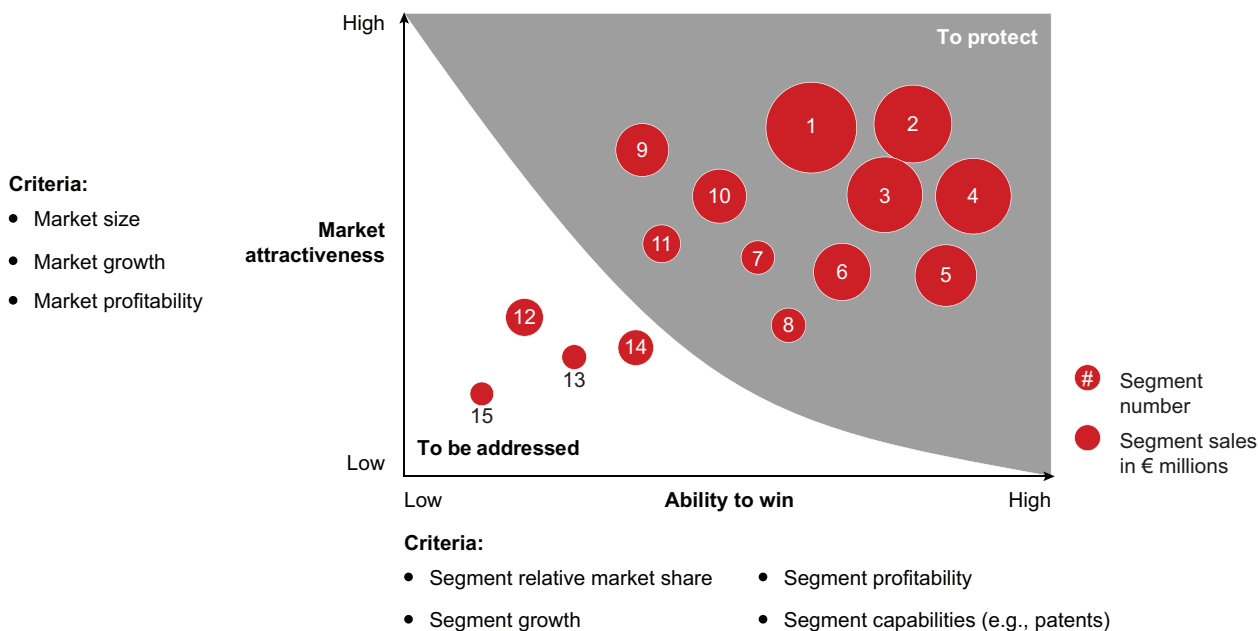 High
To protect
1
2
9
3
4
10
Criteria:
• Market size
• Market growth
• Market profitability
Market
attractiveness
11
7
6
5
12
8
14
13
15
#
Segment
number
Segment sales
in € millions
To be addressed
Low
Low
Ability to win
High
Criteria:
• Segment relative market share
• Segment profitability
• Segment growth
• Segment capabilities (e.g., patents)